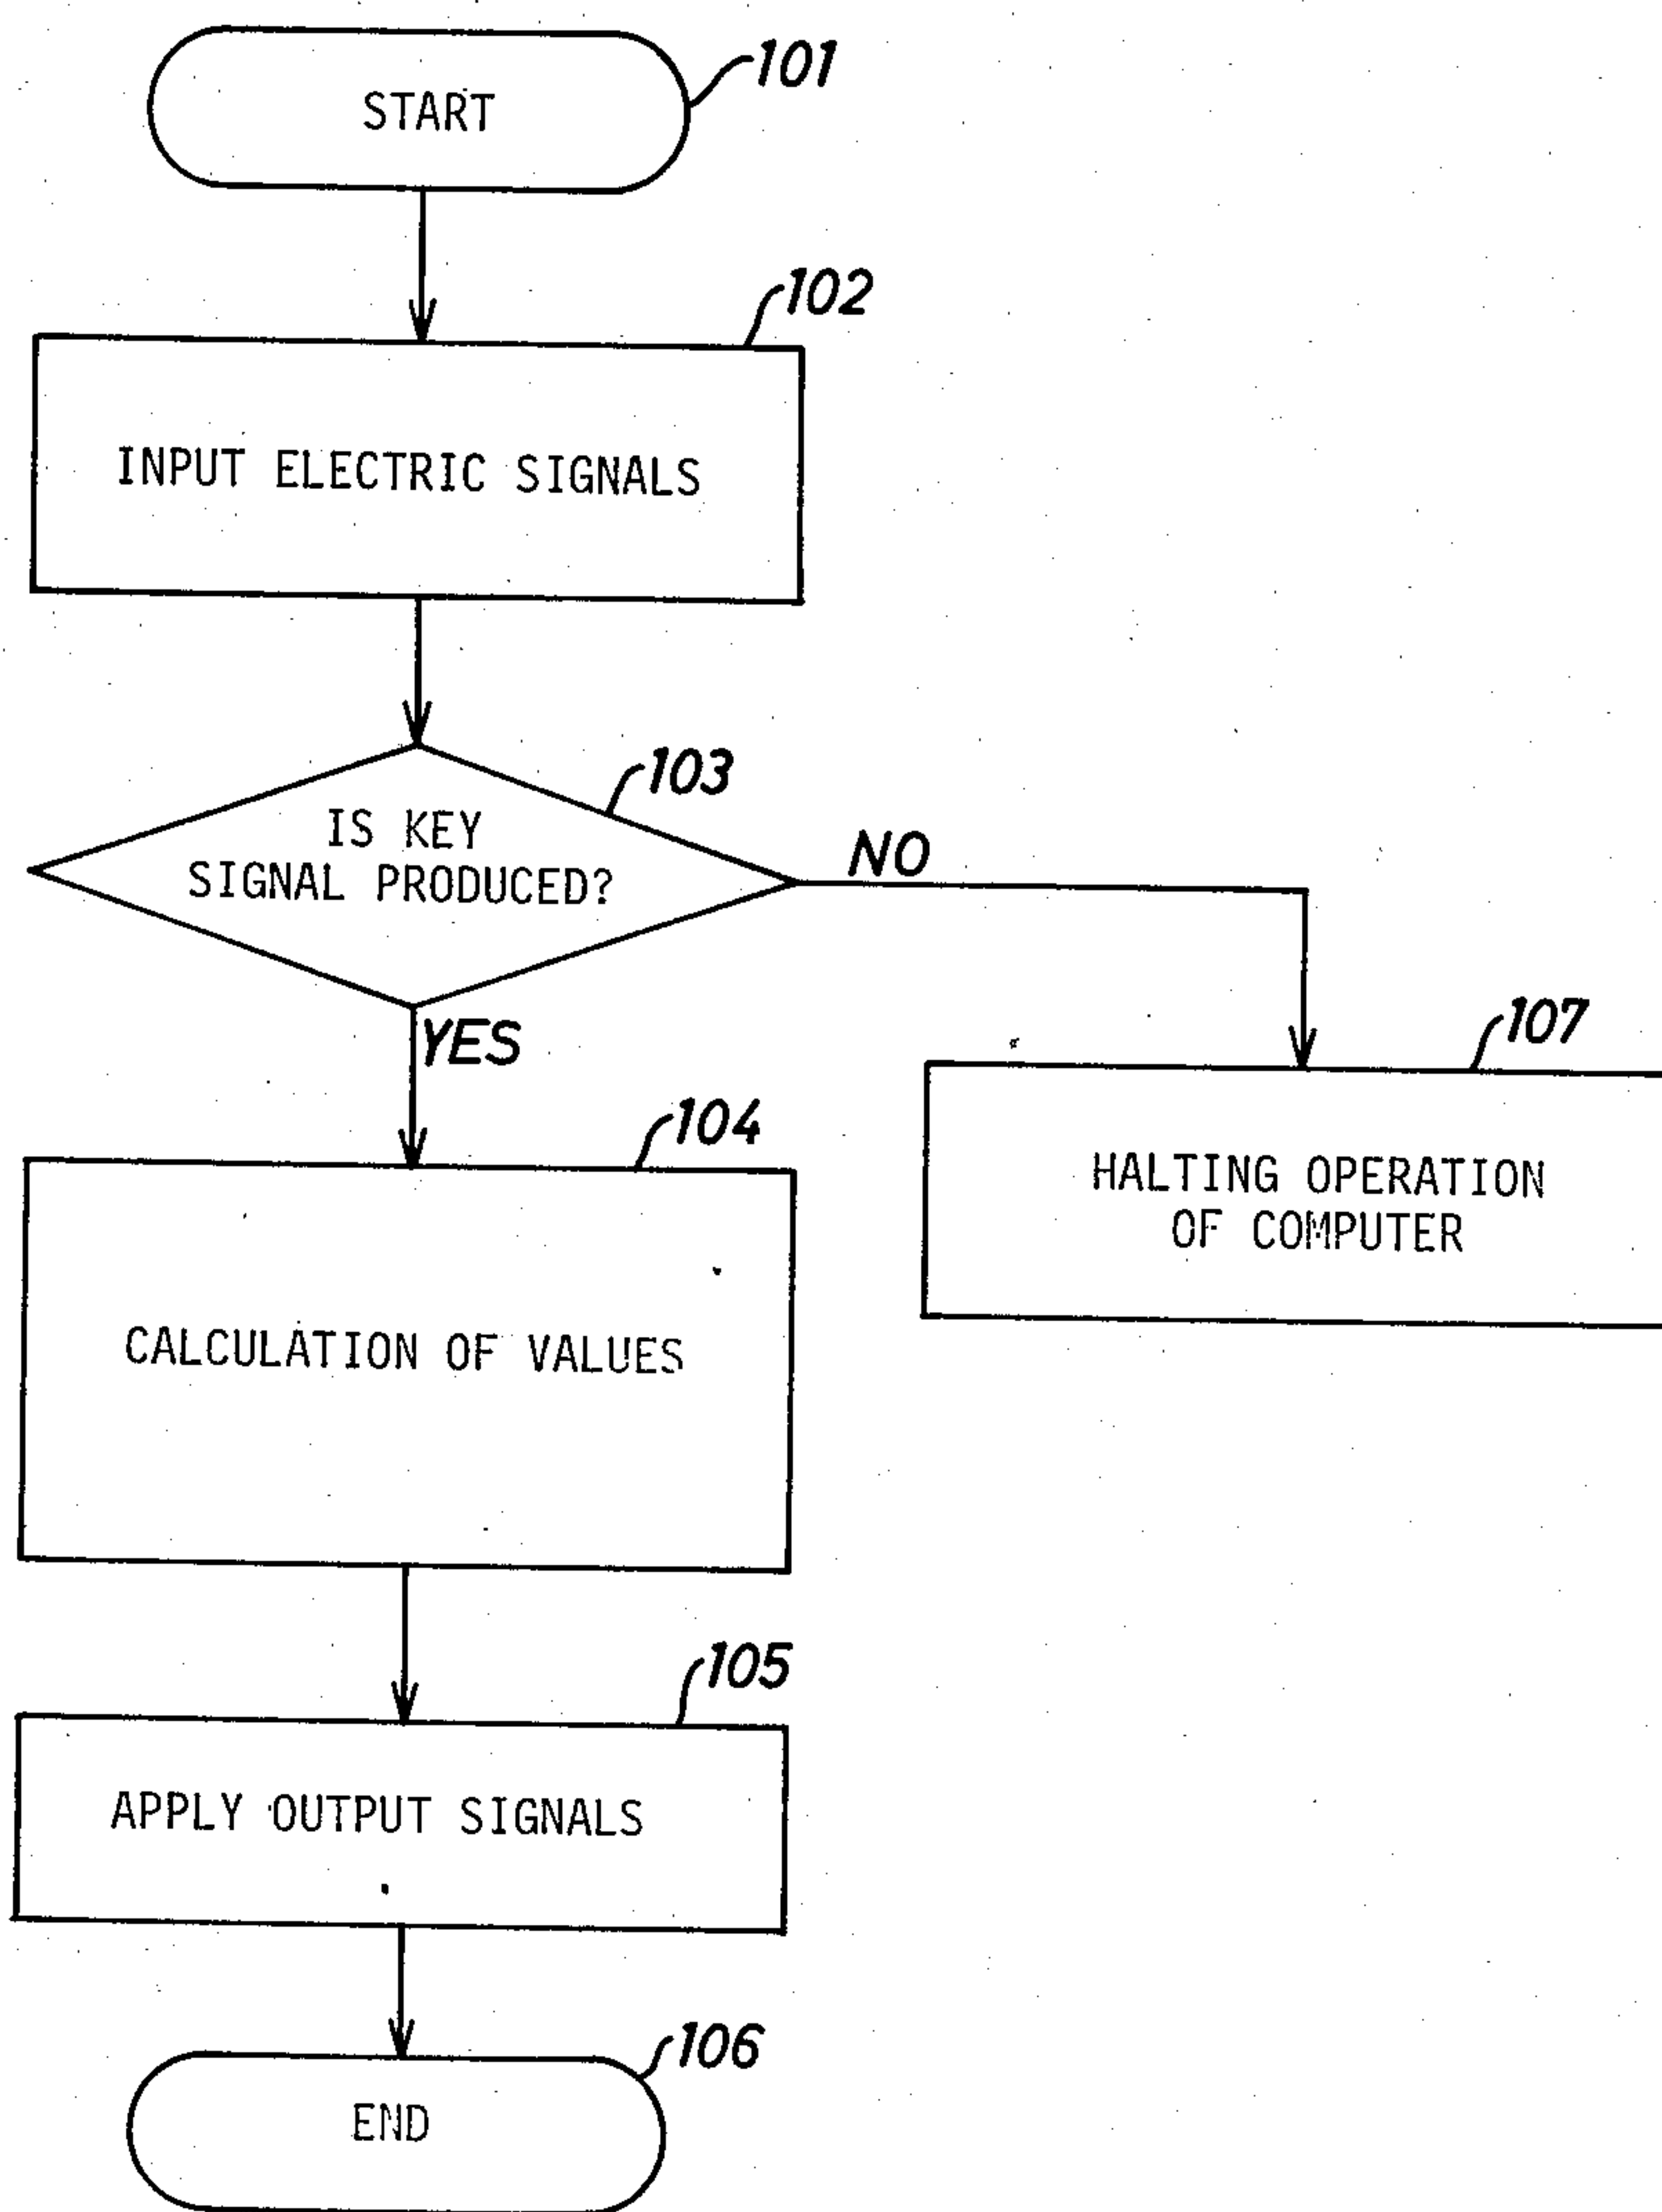 START
101
INPUT ELECTRIC SIGNALS
102
IS KEY
SIGNAL PRODUCED?
103
NO
YES
107
HALTING OPERATION
OF COMPUTER
104
CALCULATION OF VALUES
105
APPLY OUTPUT SIGNALS
106
END